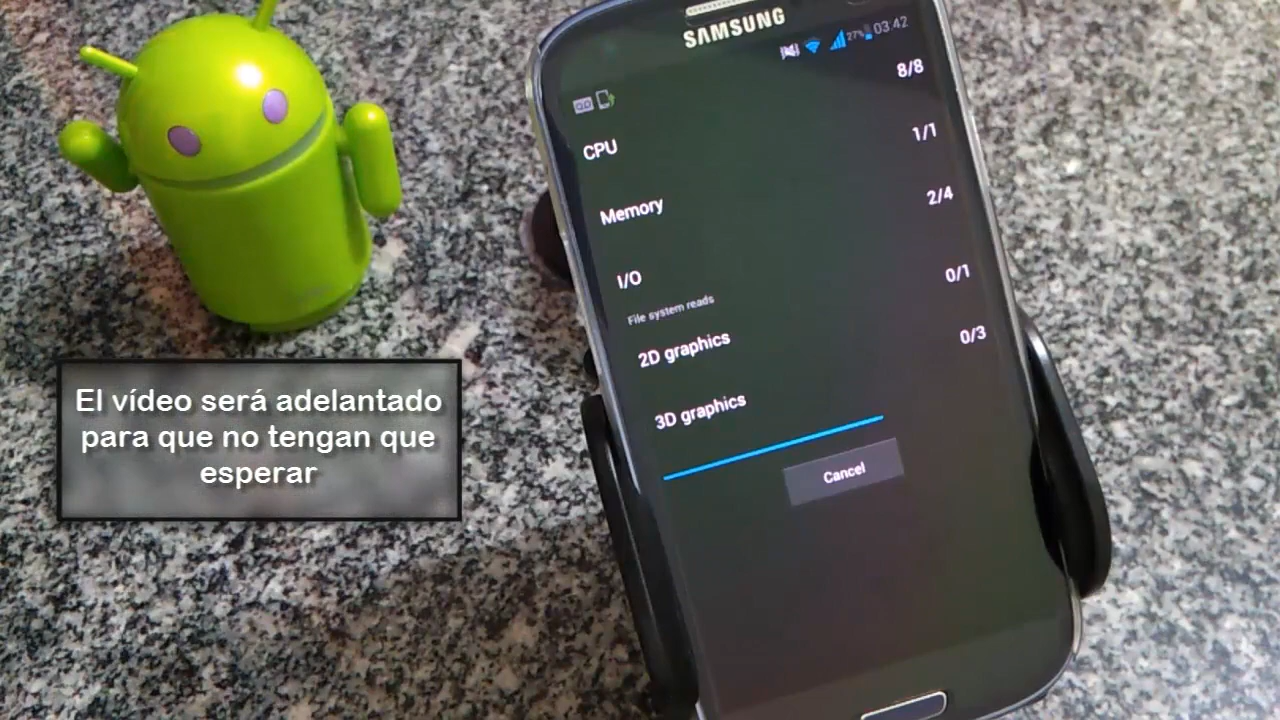 SAMSUNG
27% 03:42
CPU 8/8
Memory 1/1
I/O 2/4
File system reads
2D graphics 0/1
3D graphics 0/3
Cancel
El vídeo será adelantado
para que no tengan que
esperar